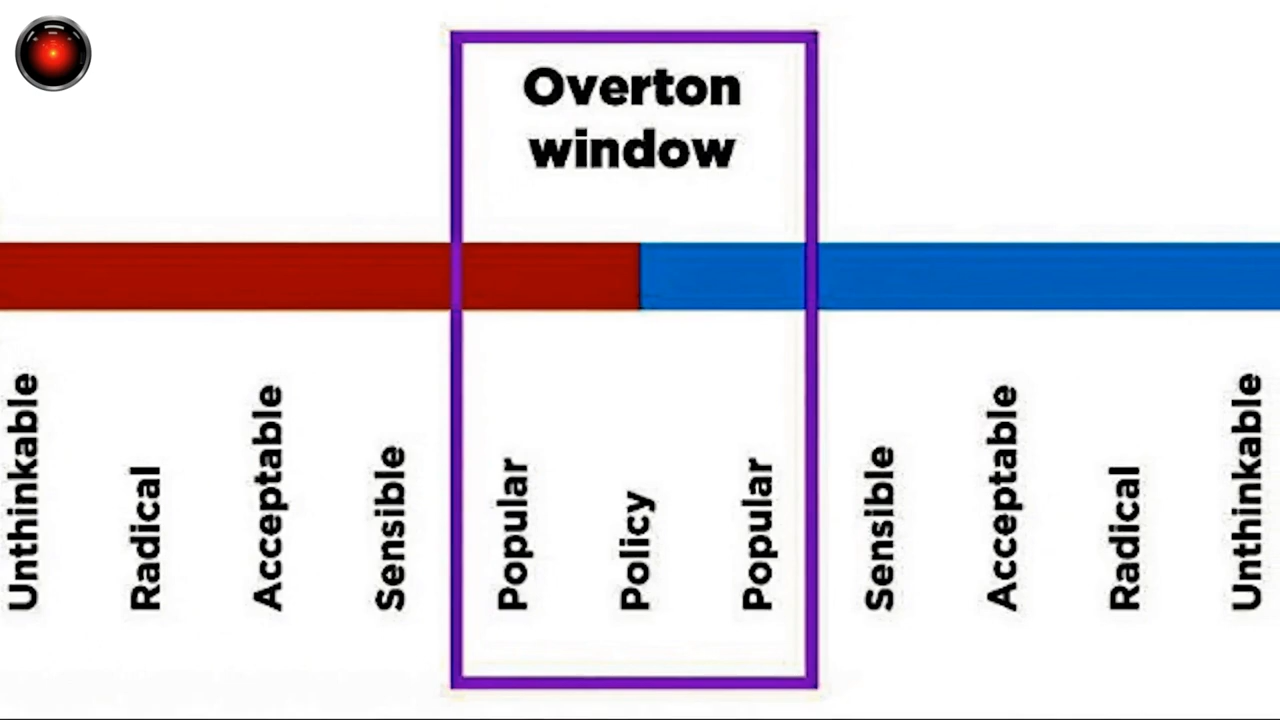 Overton
window
Unthinkable
Radical
Acceptable
Sensible
Popular
Policy
Popular
Sensible
Acceptable
Radical
Unthinkable